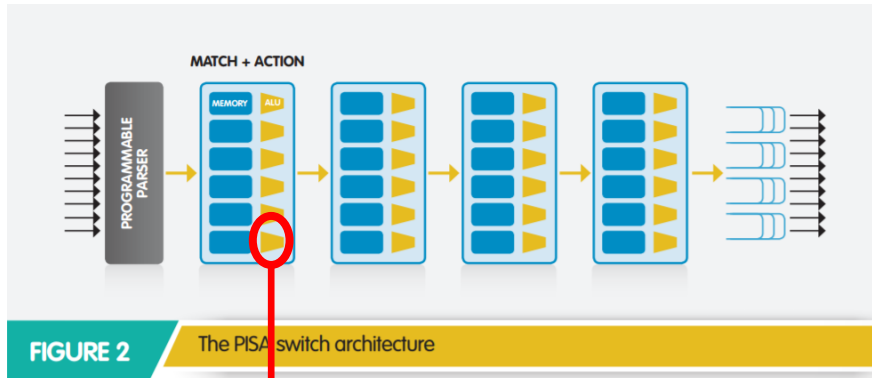 MATCH + ACTION
MEMORY ALU
PROGRAMMABLE
PARSER
FIGURE 2 The PISA switch architecture